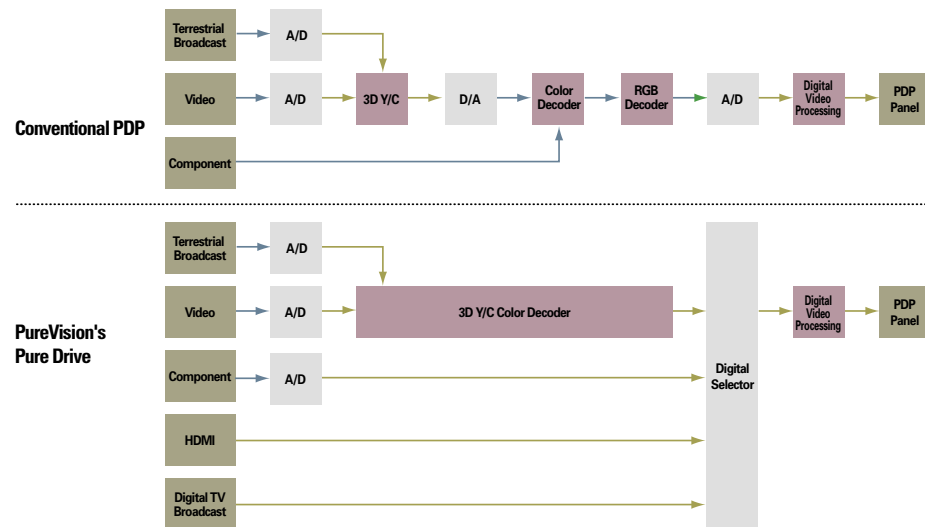 Conventional PDP
Terrestrial
Broadcast
A/D
Video
A/D
3D Y/C
D/A
Color
Decoder
RGB
Decoder
A/D
Digital
Video
Processing
PDP
Panel
Component
PureVision's
Pure Drive
Terrestrial
Broadcast
A/D
Video
A/D
3D Y/C Color Decoder
Digital
Selector
Digital
Video
Processing
PDP
Panel
Component
A/D
HDMI
Digital TV
Broadcast